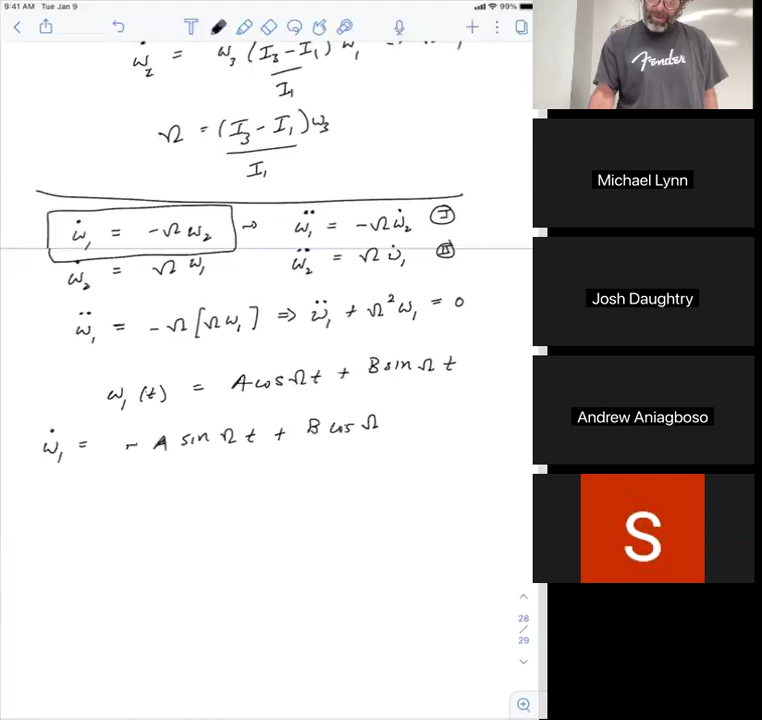 9:41 AM Tue Jan 9
99%
ω̇₂ = ω₃ (I₃ – I₁) ω₁
I₁
Ω = (I₃ – I₁)ω₃
I₁
ω̇₁ = -Ω ω₂ → ω̈₁ = -Ω ω̇₂ I
ω̇₂ = Ω ω₁ ω̈₂ = Ω ω̇₁ II
ω̈₁ = -Ω [Ω ω₁] ⇒ ω̈₁ + Ω² ω₁ = 0
ω₁(t) = A cos Ω t + B sin Ω t
ω̇₁ = - A sin Ω t + B cos Ω
28
/
29
Fender
Michael Lynn
Josh Daughtry
Andrew Aniagboso
S